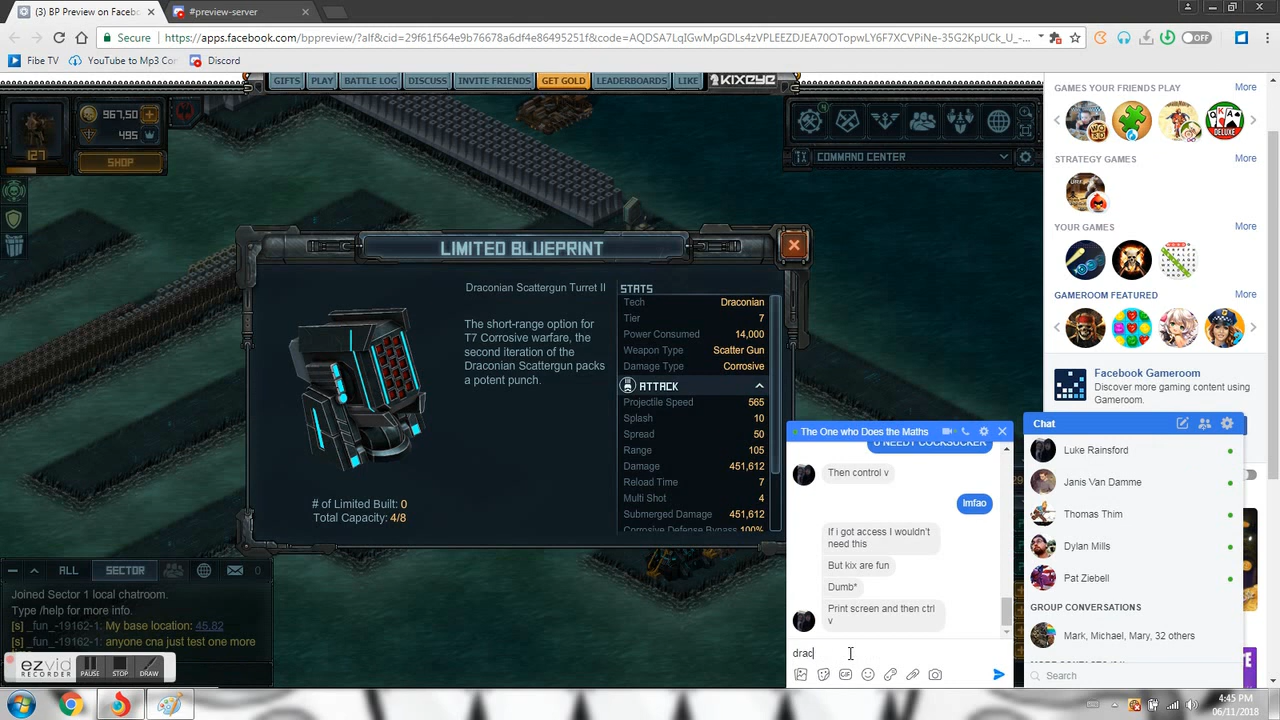 (3) BP Preview on Faceb
#preview-server
Secure
https://apps.facebook.com/bppreview/?alf&cid=29f61f564e9b76678a6df4e86495251f&code=AQDSA7LqIGwMpGDLs4zVPLEEZDJEA70OTopwLY6F7XCVPiNe-35G2KpUCk_U_-...
OFF
Fibe TV
YouTube to Mp3 Con
Discord
GIFTS
PLAY
BATTLE LOG
DISCUSS
INVITE FRIENDS
GET GOLD
LEADERBOARDS
LIKE
KIXEYE
127
967,50
495
SHOP
COMMAND CENTER
LIMITED BLUEPRINT
Draconian Scattergun Turret II
The short-range option for
T7 Corrosive warfare, the
second iteration of the
Draconian Scattergun packs
a potent punch.
# of Limited Built: 0
Total Capacity: 4/8
STATS
Tech Draconian
Tier 7
Power Consumed 14,000
Weapon Type Scatter Gun
Damage Type Corrosive
ATTACK
Projectile Speed 565
Splash 10
Spread 50
Range 105
Damage 451,612
Reload Time 7
Multi Shot 4
Submerged Damage 451,612
Corrosive Defense Bypass 100%
ALL
SECTOR
0
Joined Sector 1 local chatroom.
Type /help for more info.
[s] _fun_-19162-1: My base location: 45,82
[s] _fun_-19162-1: anyone cna just test one more
ezvid
RECORDER
PAUSE
STOP
DRAW
GAMES YOUR FRIENDS PLAY
More
STRATEGY GAMES
More
YOUR GAMES
More
GAMEROOM FEATURED
More
Facebook Gameroom
Discover more gaming content using
Gameroom.
The One who Does the Maths
U NEEDY COCKSUCKER
Then control v
lmfao
If i got access I wouldn't
need this
But kix are fun
Dumb*
Print screen and then ctrl
v
drac
Chat
Luke Rainsford
Janis Van Damme
Thomas Thim
Dylan Mills
Pat Ziebell
GROUP CONVERSATIONS
Mark, Michael, Mary, 32 others
Search
4:45 PM
06/11/2018